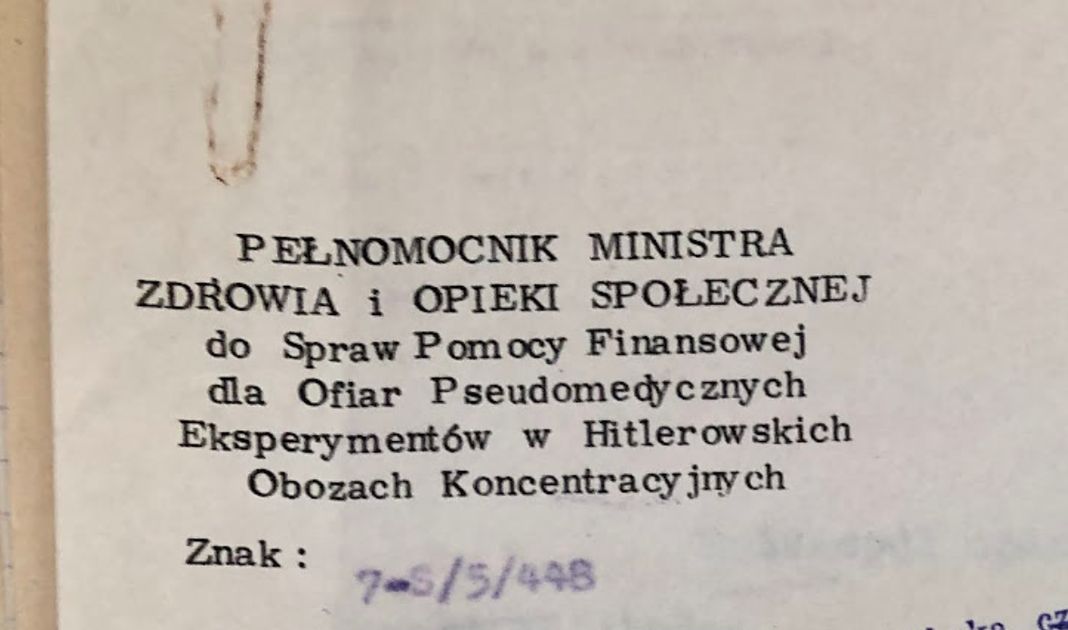 PEŁNOMOCNIK MINISTRA
ZDROWIA i OPIEKI SPOŁECZNEJ
do Spraw Pomocy Finansowej
dla Ofiar Pseudomedycznych
Eksperymentów w Hitlerowskich
Obozach Koncentracyjnych
Znak: 7-S/5/448